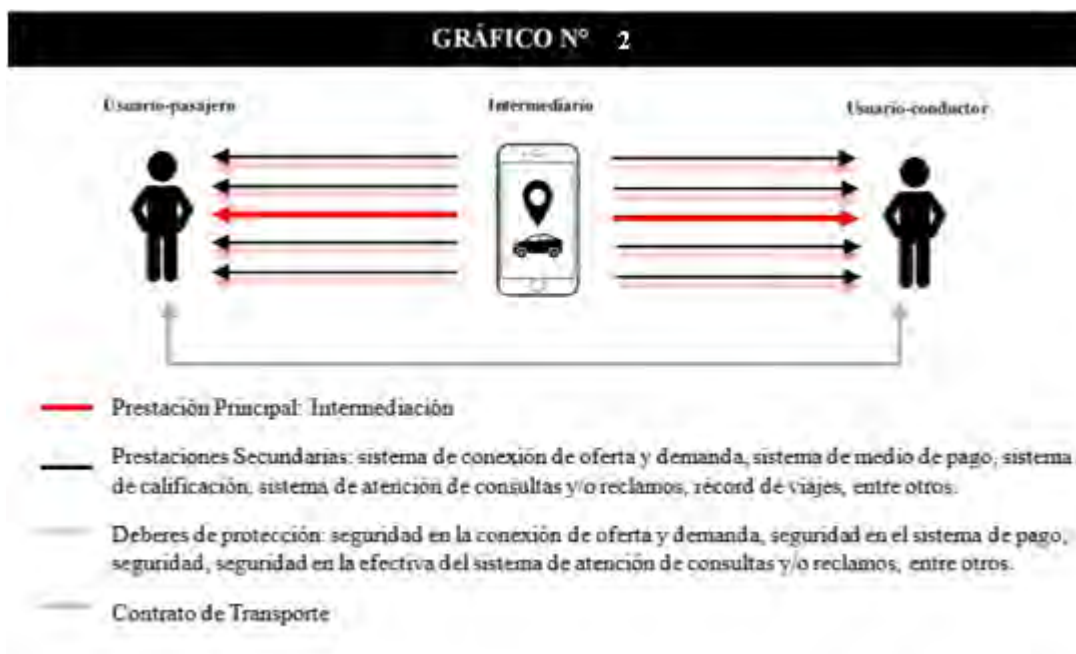 GRÁFICO N° 2
Usuario-pasajero Intermediario Usuario-conductor
Prestación Principal: Intermediación
Prestaciones Secundarias: sistema de conexión de oferta y demanda, sistema de medio de pago, sistema
de calificación, sistema de atención de consultas y/o reclamos, récord de viajes, entre otros.
Deberes de protección: seguridad en la conexión de oferta y demanda, seguridad en el sistema de pago,
seguridad, seguridad en la efectiva del sistema de atención de consultas y/o reclamos, entre otros.
Contrato de Transporte